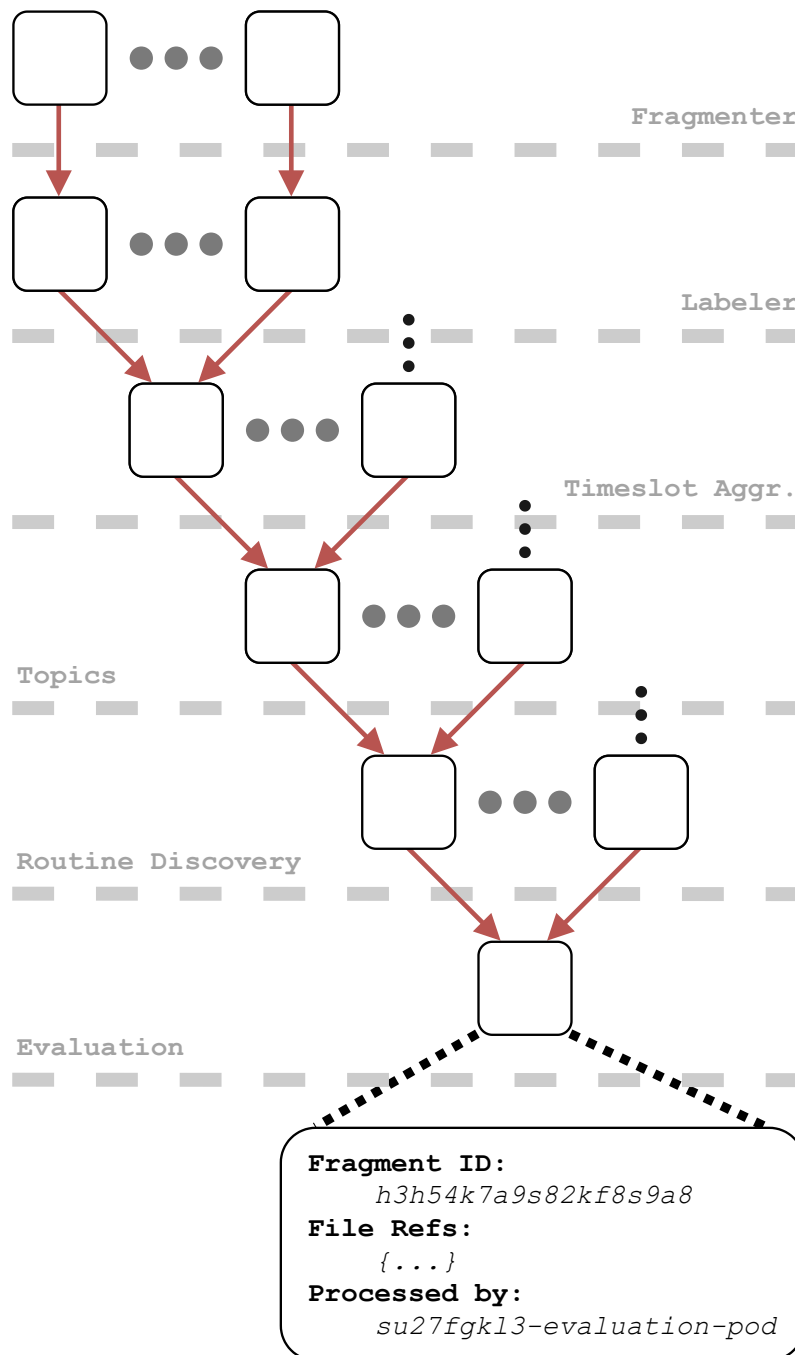 Fragmenter
Labeler
Timeslot Aggr.
Topics
Routine Discovery
Evaluation
Fragment ID:
h3h54k7a9s82kf8s9a8
File Refs:
{...}
Processed by:
su27fgkl3-evaluation-pod